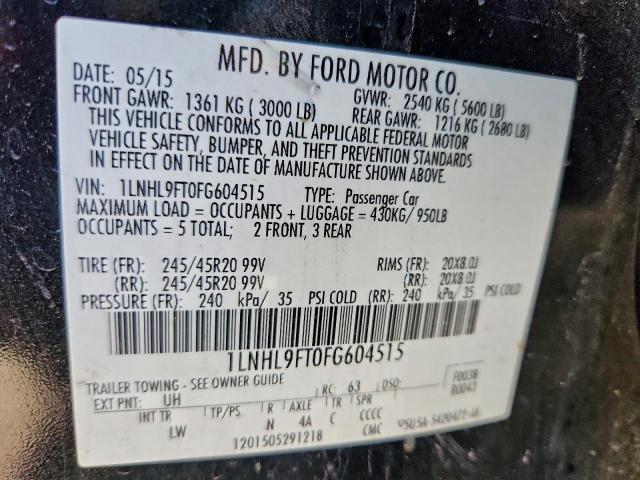 MFD. BY FORD MOTOR CO.
DATE: 05/15 GVWR: 2540 KG ( 5600 LB)
FRONT GAWR: 1361 KG ( 3000 LB) REAR GAWR: 1216 KG ( 2680 LB)
THIS VEHICLE CONFORMS TO ALL APPLICABLE FEDERAL MOTOR
VEHICLE SAFETY, BUMPER, AND THEFT PREVENTION STANDARDS
IN EFFECT ON THE DATE OF MANUFACTURE SHOWN ABOVE.
VIN: 1LNHL9FT0FG604515 TYPE: Passenger Car
MAXIMUM LOAD = OCCUPANTS + LUGGAGE = 430KG/ 950LB
OCCUPANTS = 5 TOTAL; 2 FRONT, 3 REAR
TIRE (FR): 245/45R20 99V RIMS (FR): 20X8.0J
(RR): 245/45R20 99V (RR): 20X8.0J
PRESSURE (FR): 240 kPa/ 35 PSI COLD (RR): 240 kPa/ 35 PSI COLD
1LNHL9FT0FG604515
TRAILER TOWING - SEE OWNER GUIDE RC: 63 DSO: F0038
EXT PNT: UH R0043
INT TR TP/PS R AXLE TR SPR
LW N 4A C CCCC
1201505291218 CMC